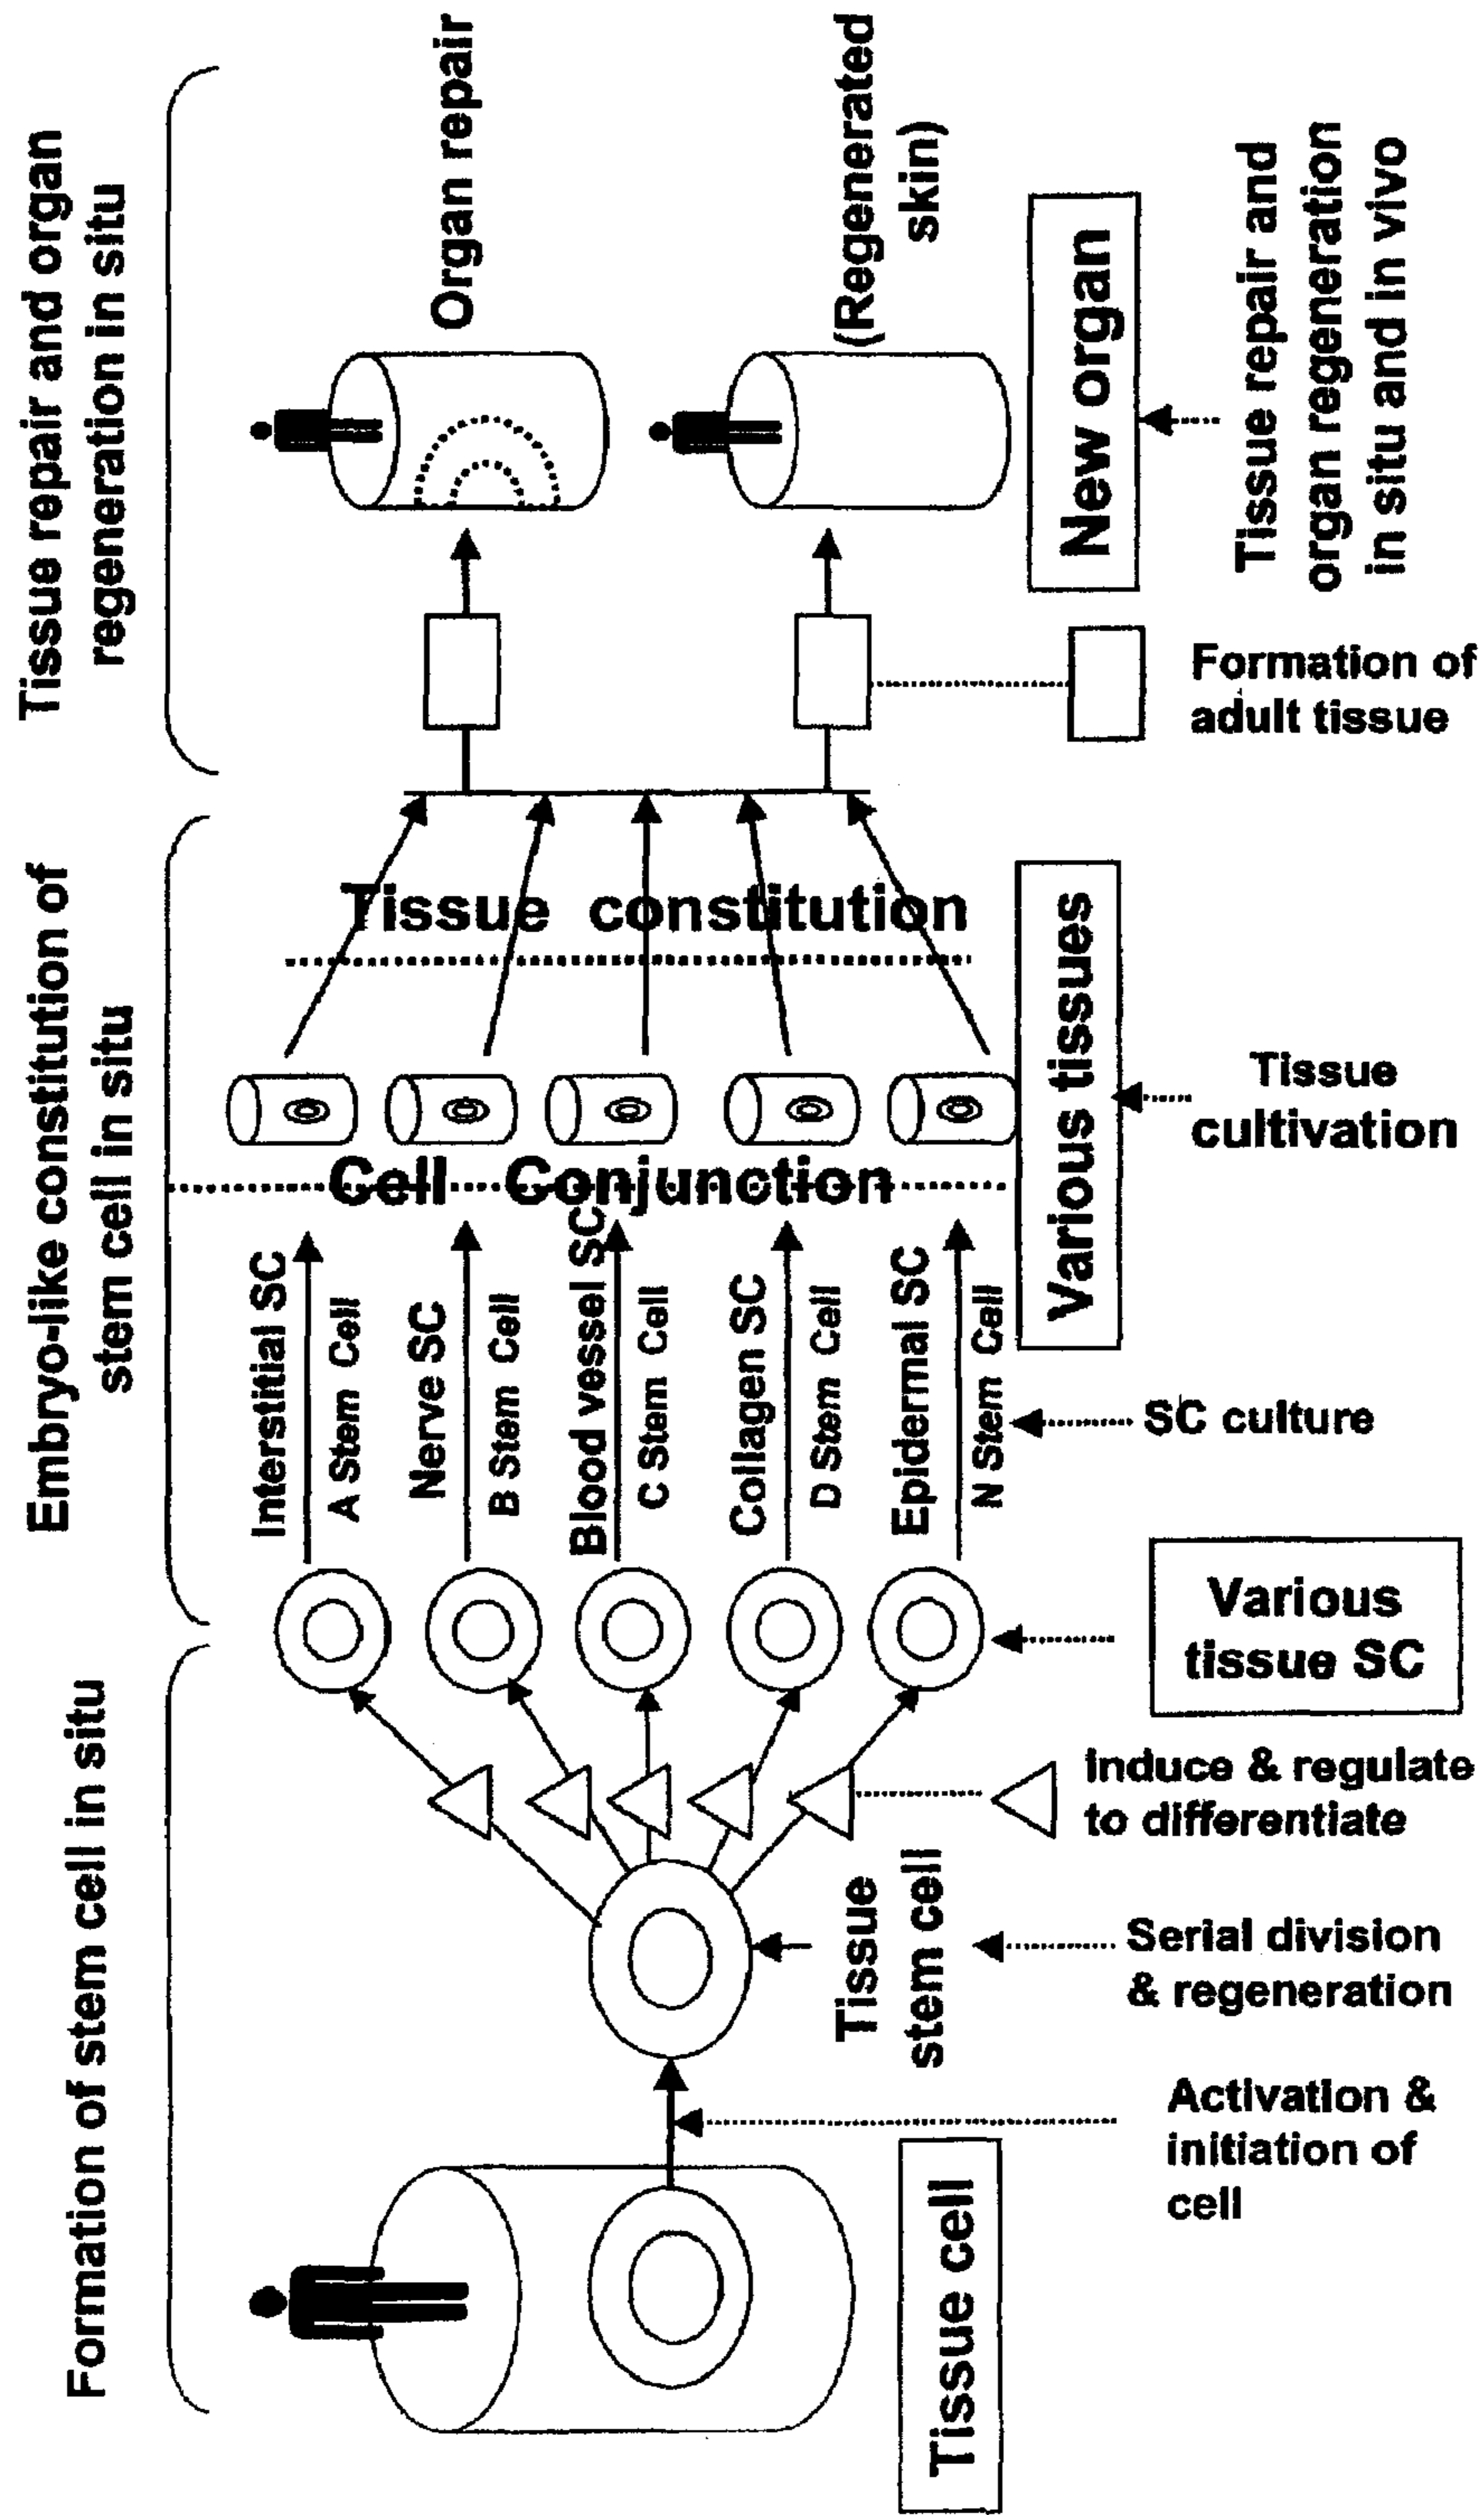 Formation of stem cell in situ
Embryo-like constitution of
stem cell in situ
Tissue repair and organ
regeneration in situ
Interstitial SC
A Stem Cell
Nerve SC
B Stem Cell
Blood vessel SC
C Stem Cell
Collagen SC
D Stem Cell
Epidermal SC
N Stem Cell
Cell Conjunction
Tissue constitution
Organ repair
(Regenerated
skin)
Tissue
stem cell
Tissue cell
Various tissues
New organ
Activation &
initiation of
cell
Serial division
& regeneration
Induce & regulate
to differentiate
Various
tissue SC
SC culture
Tissue
cultivation
Formation of
adult tissue
Tissue repair and
organ regeneration
in situ and in vivo